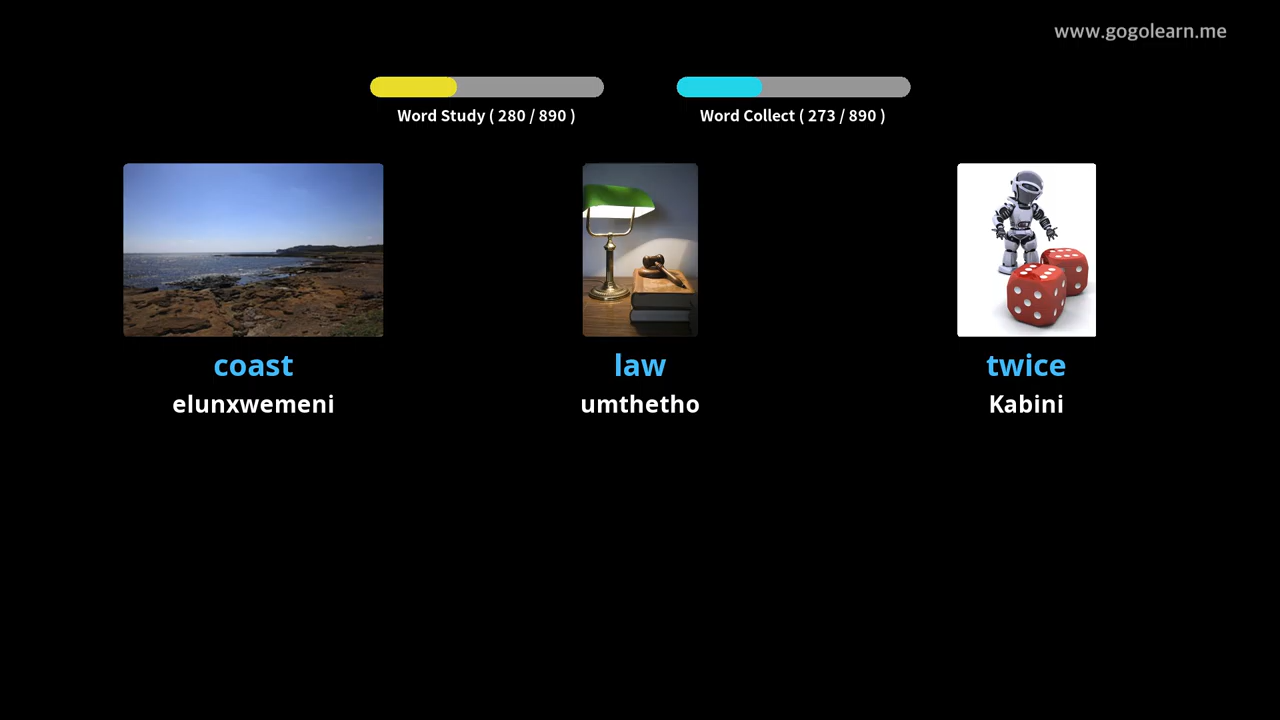 www.gogolearn.me
Word Study ( 280 / 890 )
Word Collect ( 273 / 890 )
coast
law
twice
elunxwemeni
umthetho
Kabini